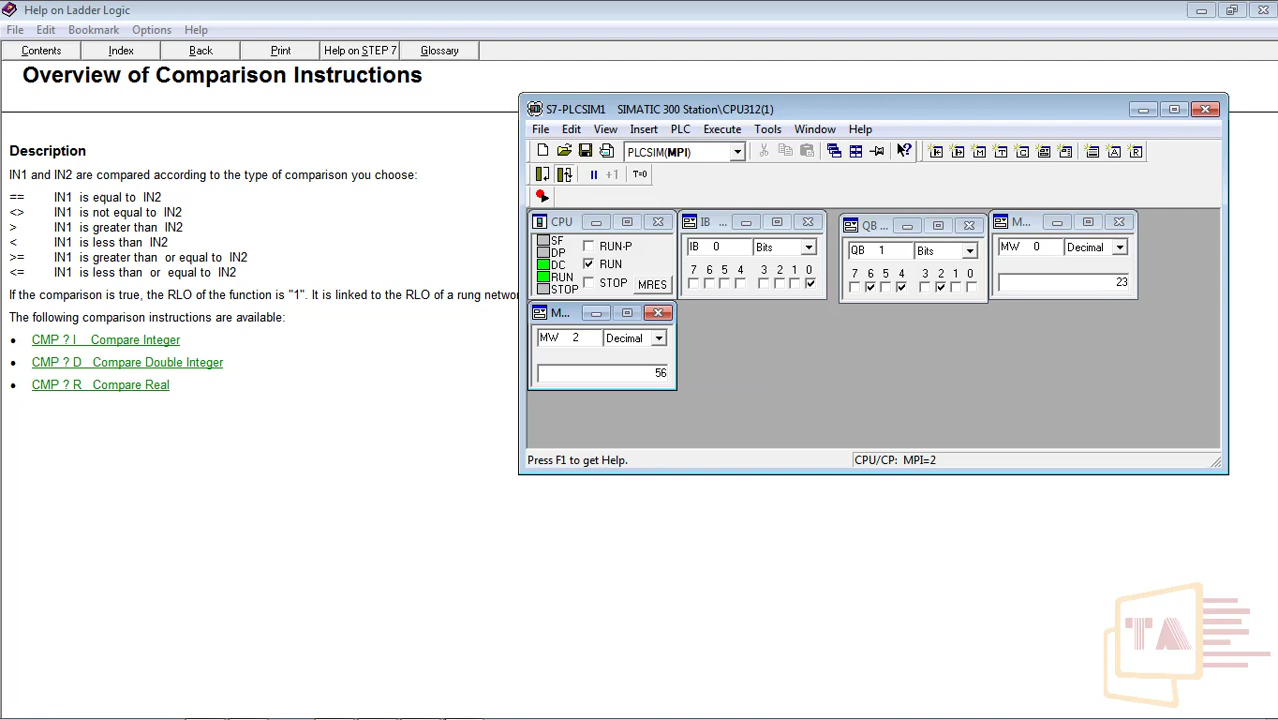 Help on Ladder Logic
File Edit Bookmark Options Help
Contents Index Back Print Help on STEP 7 Glossary
Overview of Comparison Instructions
Description
IN1 and IN2 are compared according to the type of comparison you choose:
== IN1 is equal to IN2
<> IN1 is not equal to IN2
> IN1 is greater than IN2
< IN1 is less than IN2
>= IN1 is greater than or equal to IN2
<= IN1 is less than or equal to IN2
If the comparison is true, the RLO of the function is "1". It is linked to the RLO of a rung networ
The following comparison instructions are available:
• CMP ? I Compare Integer
• CMP ? D Compare Double Integer
• CMP ? R Compare Real
S7-PLCSIM1 SIMATIC 300 Station\CPU312(1)
File Edit View Insert PLC Execute Tools Window Help
PLCSIM(MPI)
+1 T=0
CPU
SF
DP
DC
RUN
STOP
RUN-P
RUN
STOP MRES
IB ...
IB 0 Bits
7 6 5 4 3 2 1 0
QB ...
QB 1 Bits
7 6 5 4 3 2 1 0
M...
MW 0 Decimal
23
M...
MW 2 Decimal
56
Press F1 to get Help.
CPU/CP: MPI=2
TA